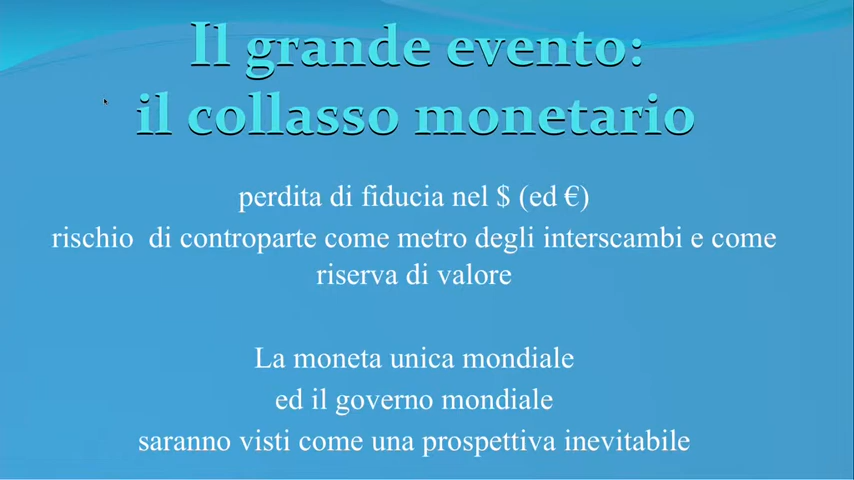 Il grande evento:
il collasso monetario
perdita di fiducia nel $ (ed €)
rischio  di controparte come metro degli interscambi e come
riserva di valore
La moneta unica mondiale
ed il governo mondiale
saranno visti come una prospettiva inevitabile